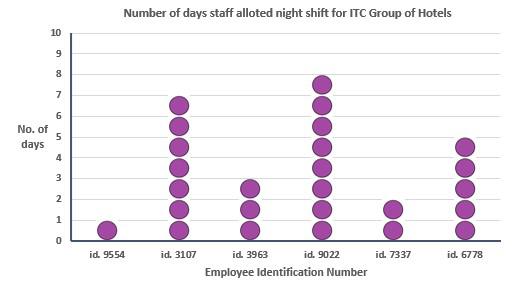 Number of days staff alloted night shift for ITC Group of Hotels
10
9
8
7
6
5
4
3
2
1
0
No. of
days
id. 9554 id. 3107 id. 3963 id. 9022 id. 7337 id. 6778
Employee Identification Number